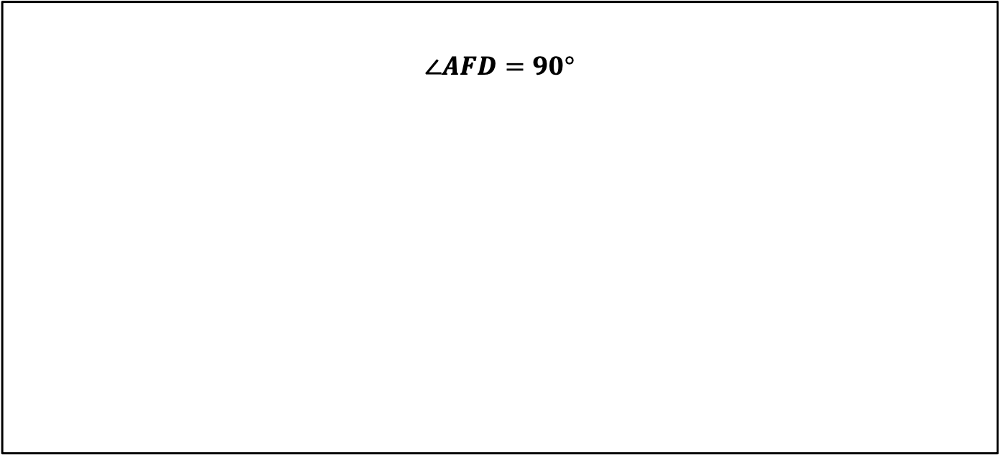 ∠AFD = 90°